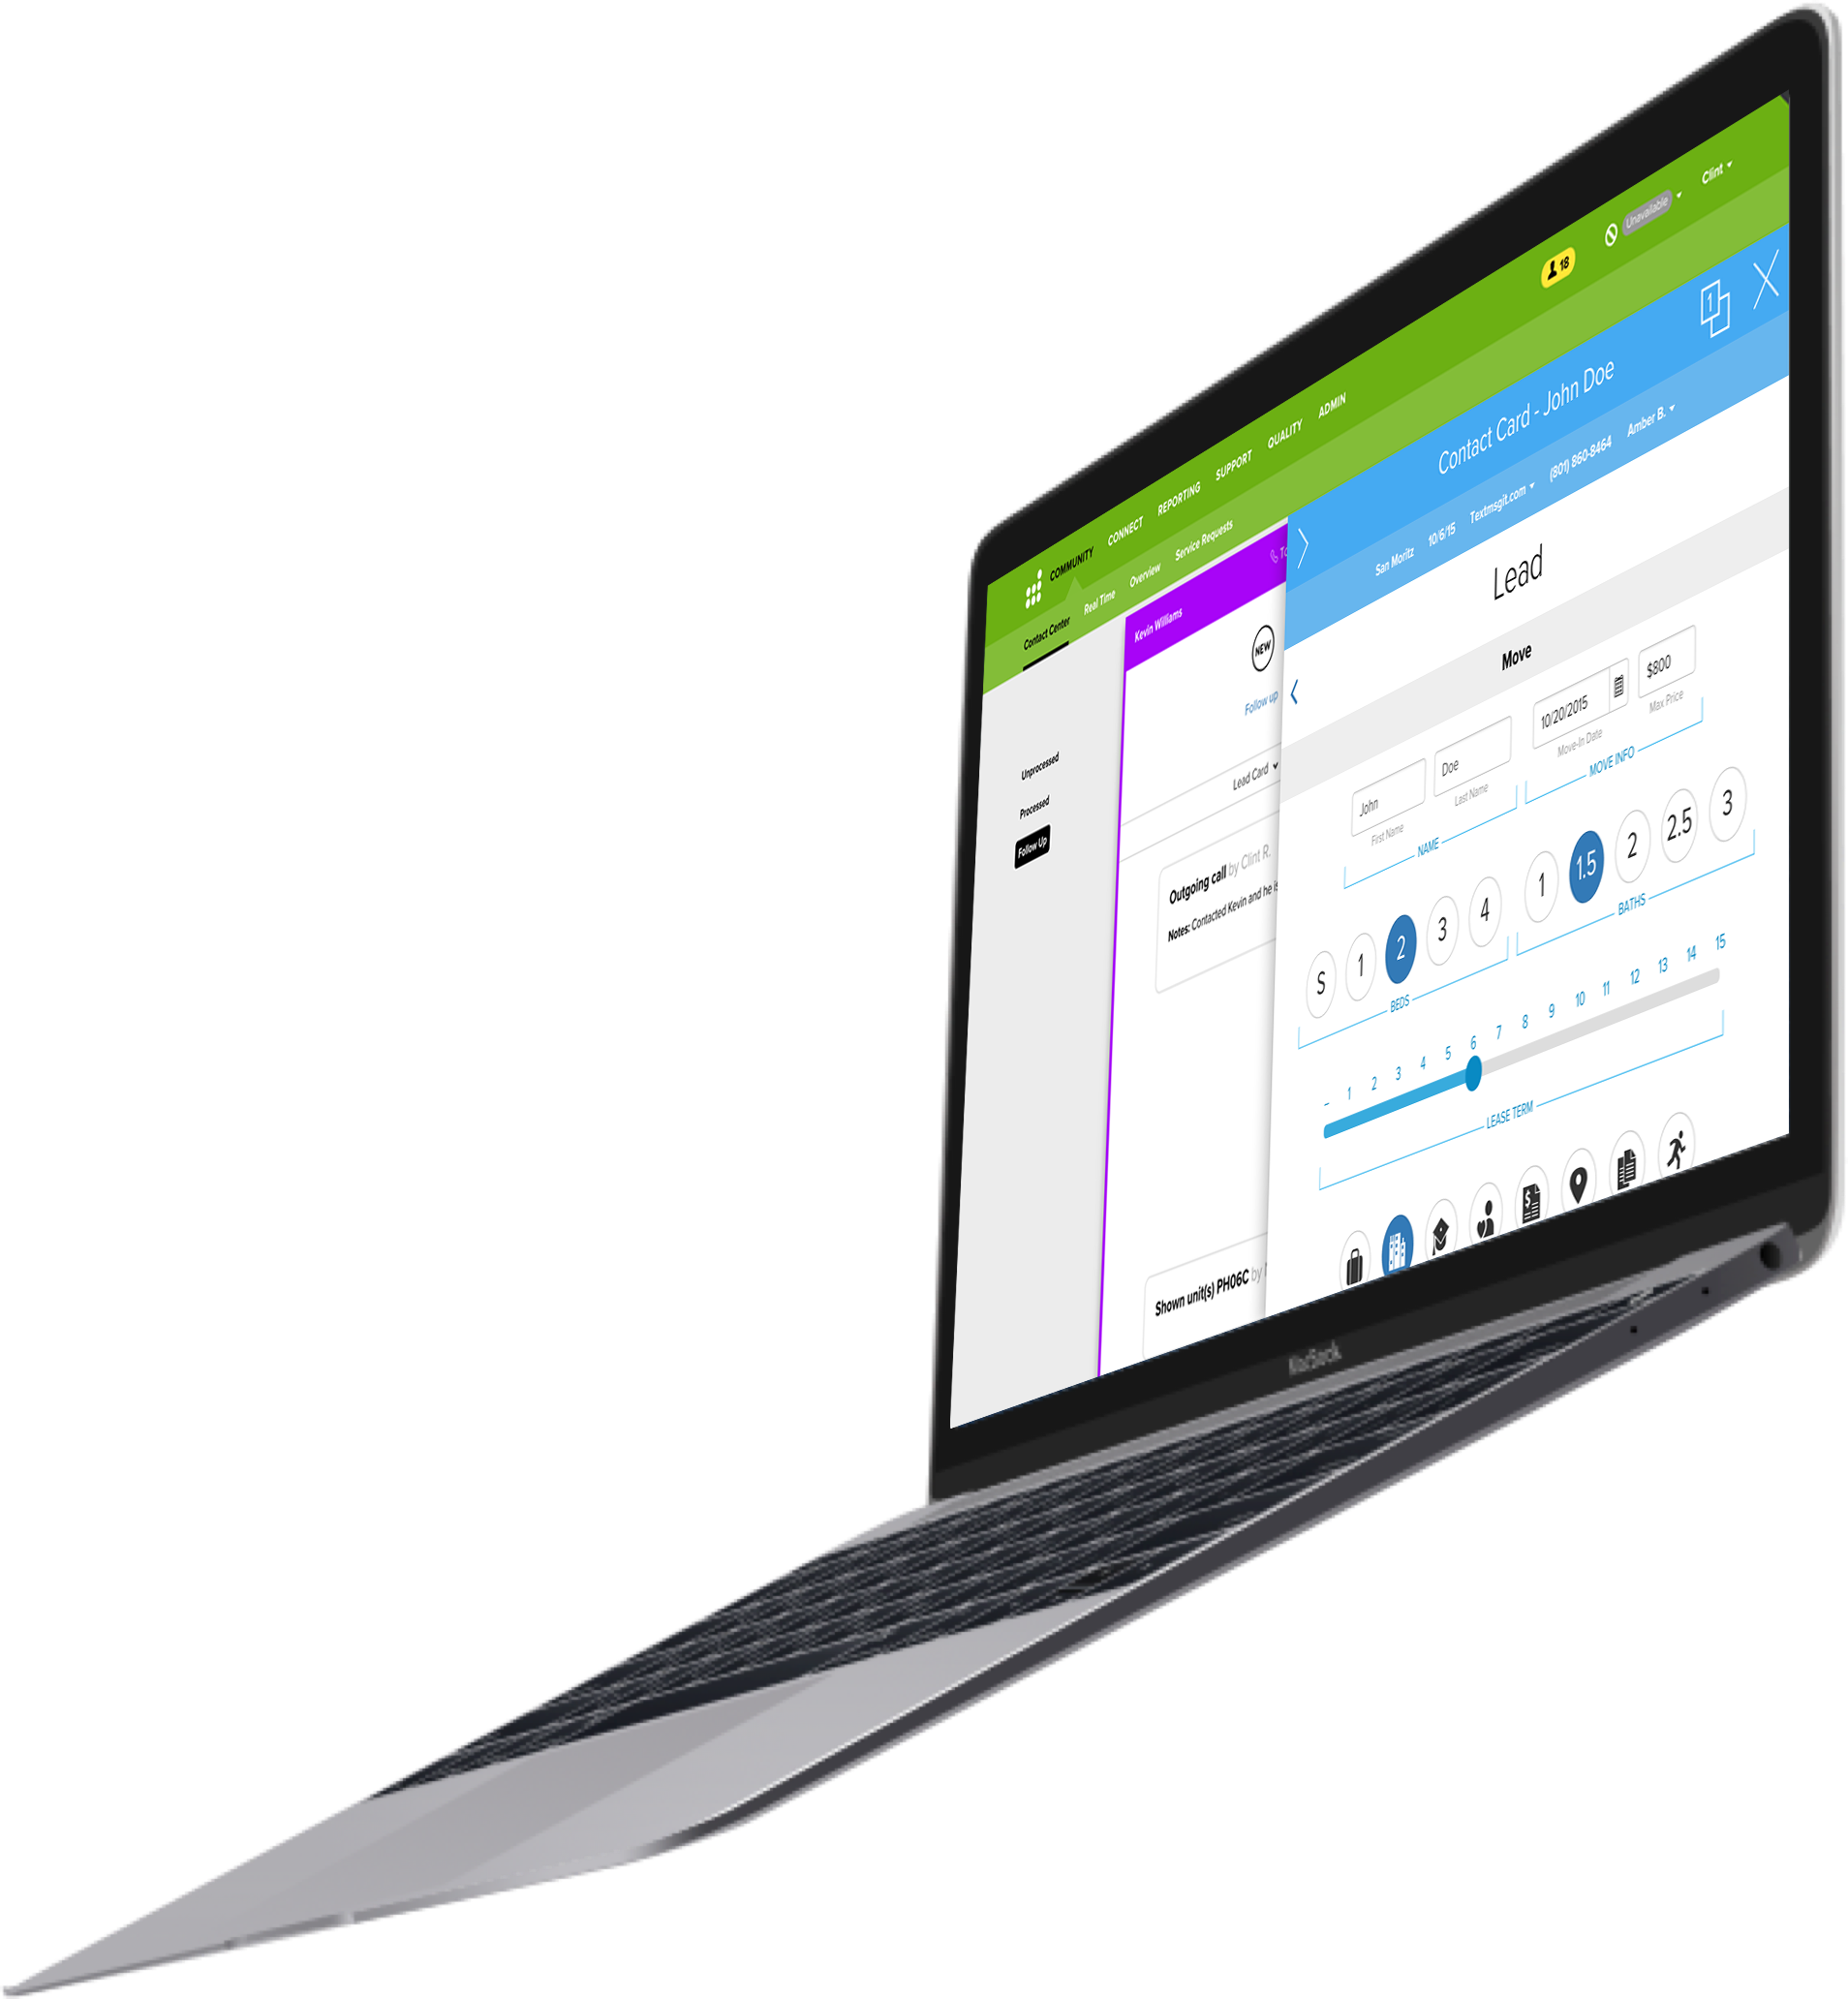 Clint
Unavailable
18
COMMUNITY CONNECT REPORTING SUPPORT QUALITY ADMIN
Contact Center Real Time Overview Service Requests
1
Contact Card - John Doe
San Moritz 10/6/15 Textmsgit.com (801) 860-8464 Amber B.
Lead
Move
Kevin Williams
NEW
Follow up
Lead Card
Unprocessed
Processed
Follow Up
Outgoing call by Clint R.
Notes: Contacted Kevin and he is
Shown unit(s) PH06C by
John Doe 10/20/2015 $800
First Name Last Name Move-In Date Max Price
NAME MOVE INFO
S 1 2 3 4 1 1.5 2 2.5 3
BEDS BATHS
– 1 2 3 4 5 6 7 8 9 10 11 12 13 14 15
LEASE TERM
MacBook